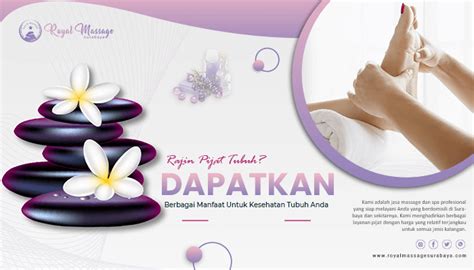 Royal Massage
Surabaya
Rajin Pijat Tubuh?
DAPATKAN
Berbagai Manfaat Untuk Kesehatan Tubuh Anda
Kami adalah jasa massage dan spa profesional
yang siap melayani Anda yang berdomisili di Sura-
baya dan sekitarnya. Kami menghadirkan berbagai
layanan pijat dengan harga yang relatif terjangkau
untuk semua jenis kalangan.
www.royalmassagesurabaya.com